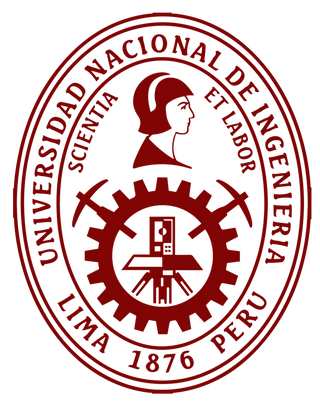 UNIVERSIDAD NACIONAL DE INGENIERIA
SCIENTIA ET LABOR
LIMA 1876 PERU